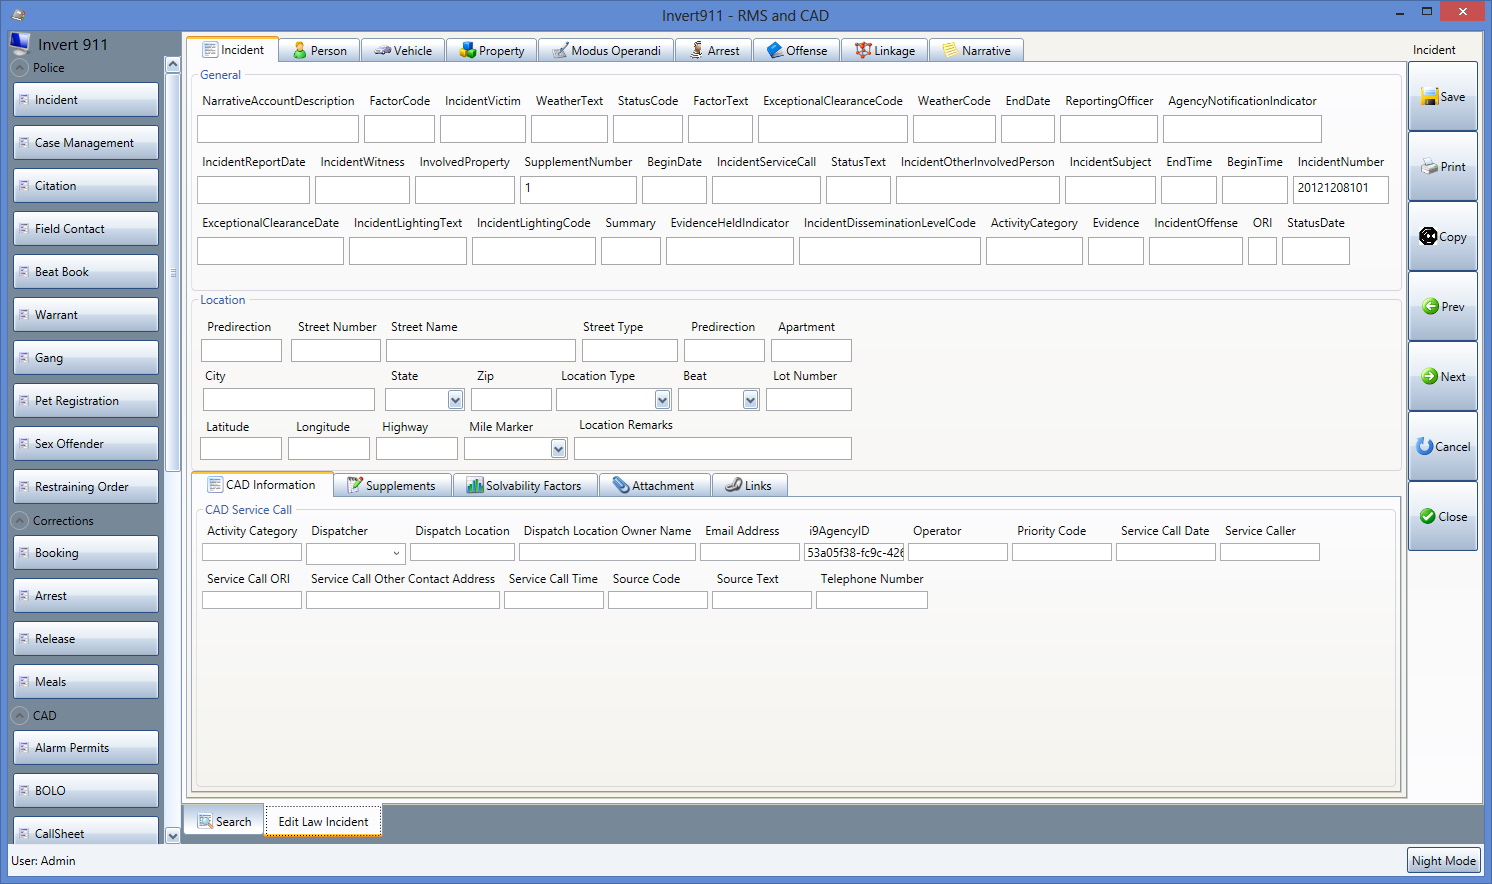 Invert911 - RMS and CAD
Invert 911
Police
Incident
Case Management
Citation
Field Contact
Beat Book
Warrant
Gang
Pet Registration
Sex Offender
Restraining Order
Corrections
Booking
Arrest
Release
Meals
CAD
Alarm Permits
BOLO
CallSheet
Incident Person Vehicle Property Modus Operandi Arrest Offense Linkage Narrative
General
NarrativeAccountDescription FactorCode IncidentVictim WeatherText StatusCode FactorText ExceptionalClearanceCode WeatherCode EndDate ReportingOfficer AgencyNotificationIndicator
IncidentReportDate IncidentWitness InvolvedProperty SupplementNumber BeginDate IncidentServiceCall StatusText IncidentOtherInvolvedPerson IncidentSubject EndTime BeginTime IncidentNumber
1 20121208101
ExceptionalClearanceDate IncidentLightingText IncidentLightingCode Summary EvidenceHeldIndicator IncidentDisseminationLevelCode ActivityCategory Evidence IncidentOffense ORI StatusDate
Location
Predirection Street Number Street Name Street Type Predirection Apartment
City State Zip Location Type Beat Lot Number
Latitude Longitude Highway Mile Marker Location Remarks
CAD Information Supplements Solvability Factors Attachment Links
CAD Service Call
Activity Category Dispatcher Dispatch Location Dispatch Location Owner Name Email Address i9AgencyID Operator Priority Code Service Call Date Service Caller
53a05f38-fc9c-426
Service Call ORI Service Call Other Contact Address Service Call Time Source Code Source Text Telephone Number
Search Edit Law Incident
Incident
Save
Print
Copy
Prev
Next
Cancel
Close
User: Admin
Night Mode